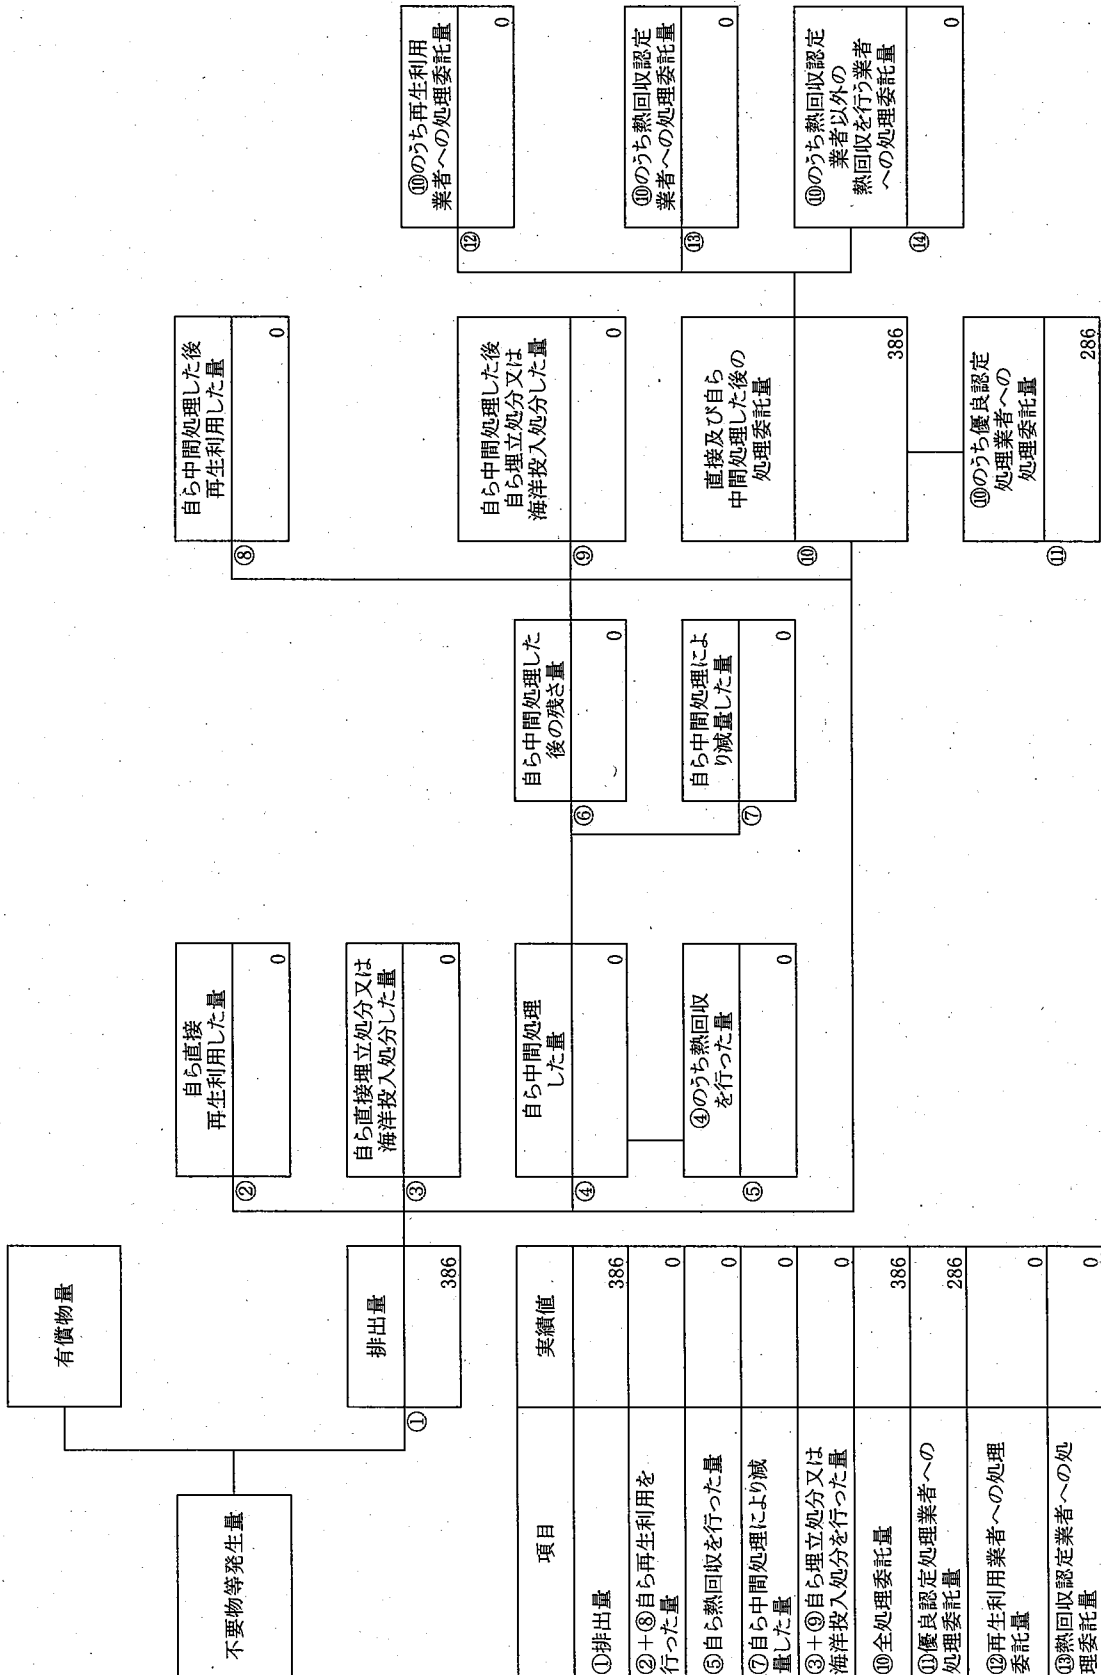 不要物等発生量
有償物量
排出量
①
386
自ら直接
再生利用した量
②
0
自ら直接埋立処分又は
海洋投入処分した量
③
0
自ら中間処理
した量
④
0
④のうち熱回収
を行った量
⑤
0
自ら中間処理した
後の残さ量
⑥
0
自ら中間処理によ
り減量した量
⑦
0
自ら中間処理した後
再生利用した量
⑧
0
自ら中間処理した後
自ら埋立処分又は
海洋投入処分した量
⑨
0
直接及び自ら
中間処理した後の
処理委託量
⑩
386
⑩のうち優良認定
処理業者への
処理委託量
⑪
286
⑩のうち再生利用
業者への処理委託量
⑫
0
⑩のうち熱回収認定
業者への処理委託量
⑬
0
⑩のうち熱回収認定
業者以外の
熱回収を行う業者
への処理委託量
⑭
0
項目
実績値
①排出量
386
②+⑧自ら再生利用を
行った量
0
⑤自ら熱回収を行った量
0
⑦自ら中間処理により減
量した量
0
③+⑨自ら埋立処分又は
海洋投入処分を行った量
0
⑩全処理委託量
386
⑪優良認定処理業者への
処理委託量
286
⑫再生利用業者への処理
委託量
0
⑬熱回収認定業者への処
理委託量
0